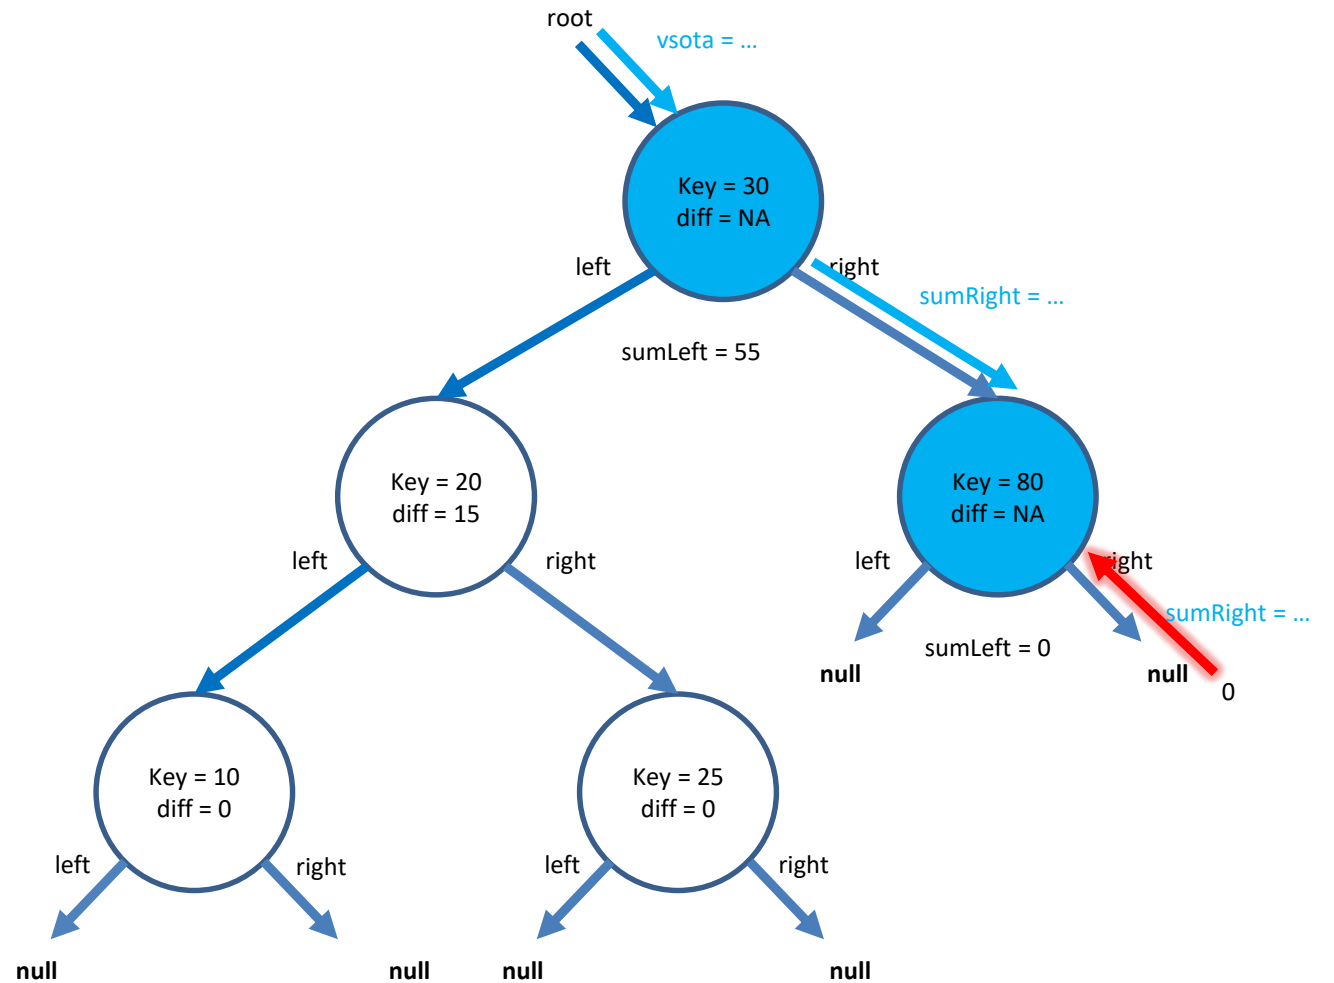 root
vsota = ...
Key = 30
diff = NA
left
right
sumRight = ...
sumLeft = 55
Key = 20
diff = 15
Key = 80
diff = NA
left
right
left
right
sumRight = ...
sumLeft = 0
null
null
0
Key = 10
diff = 0
Key = 25
diff = 0
left
right
left
right
null
null
null
null